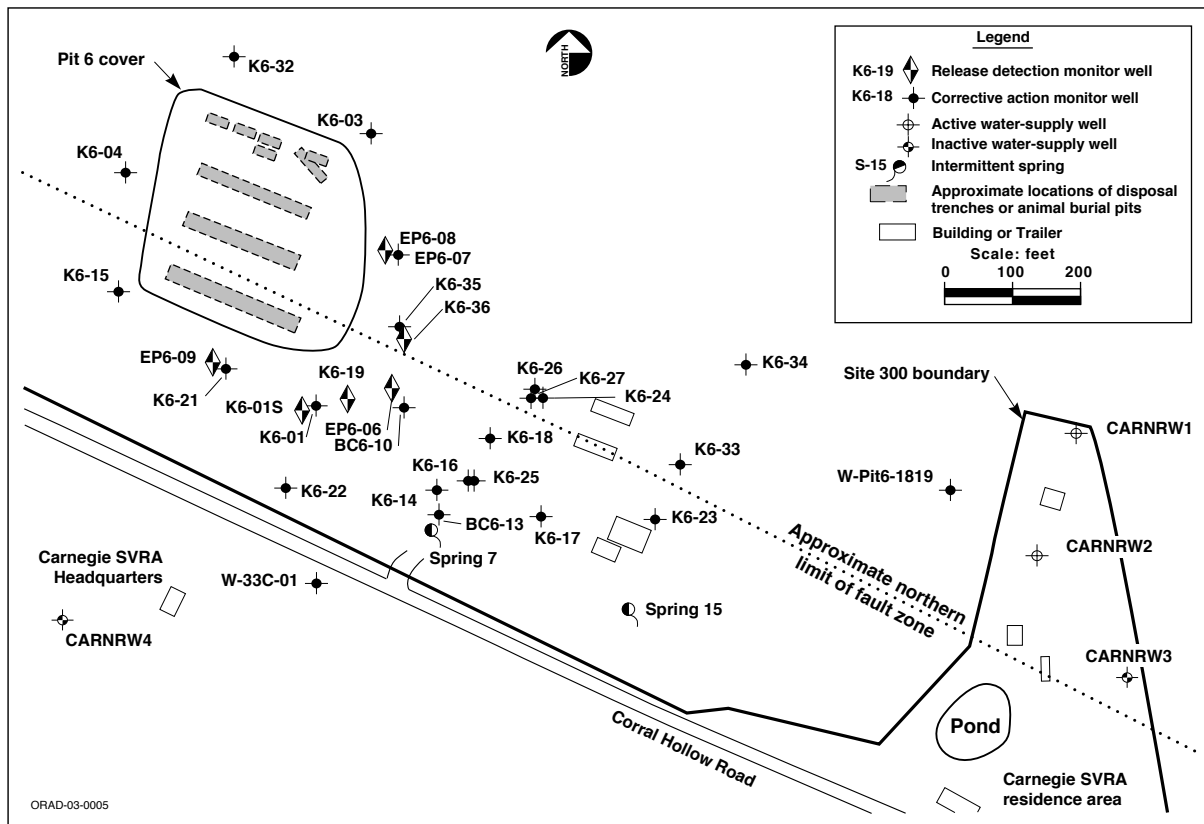 Pit 6 cover
K6-32
NORTH
K6-03
K6-04
K6-15
EP6-08
EP6-07
K6-35
K6-36
EP6-09
K6-21
K6-19
K6-01S
K6-01
EP6-06
BC6-10
K6-26
K6-27
K6-24
K6-34
K6-18
K6-33
K6-16
K6-25
K6-22
K6-14
BC6-13
K6-17
K6-23
Spring 7
Spring 15
W-33C-01
Carnegie SVRA
Headquarters
CARNRW4
Site 300 boundary
CARNRW1
W-Pit6-1819
CARNRW2
Approximate northern
limit of fault zone
CARNRW3
Pond
Corral Hollow Road
Carnegie SVRA
residence area
ORAD-03-0005
Legend
K6-19 Release detection monitor well
K6-18 Corrective action monitor well
Active water-supply well
Inactive water-supply well
S-15 Intermittent spring
Approximate locations of disposal
trenches or animal burial pits
Building or Trailer
Scale: feet
0 100 200